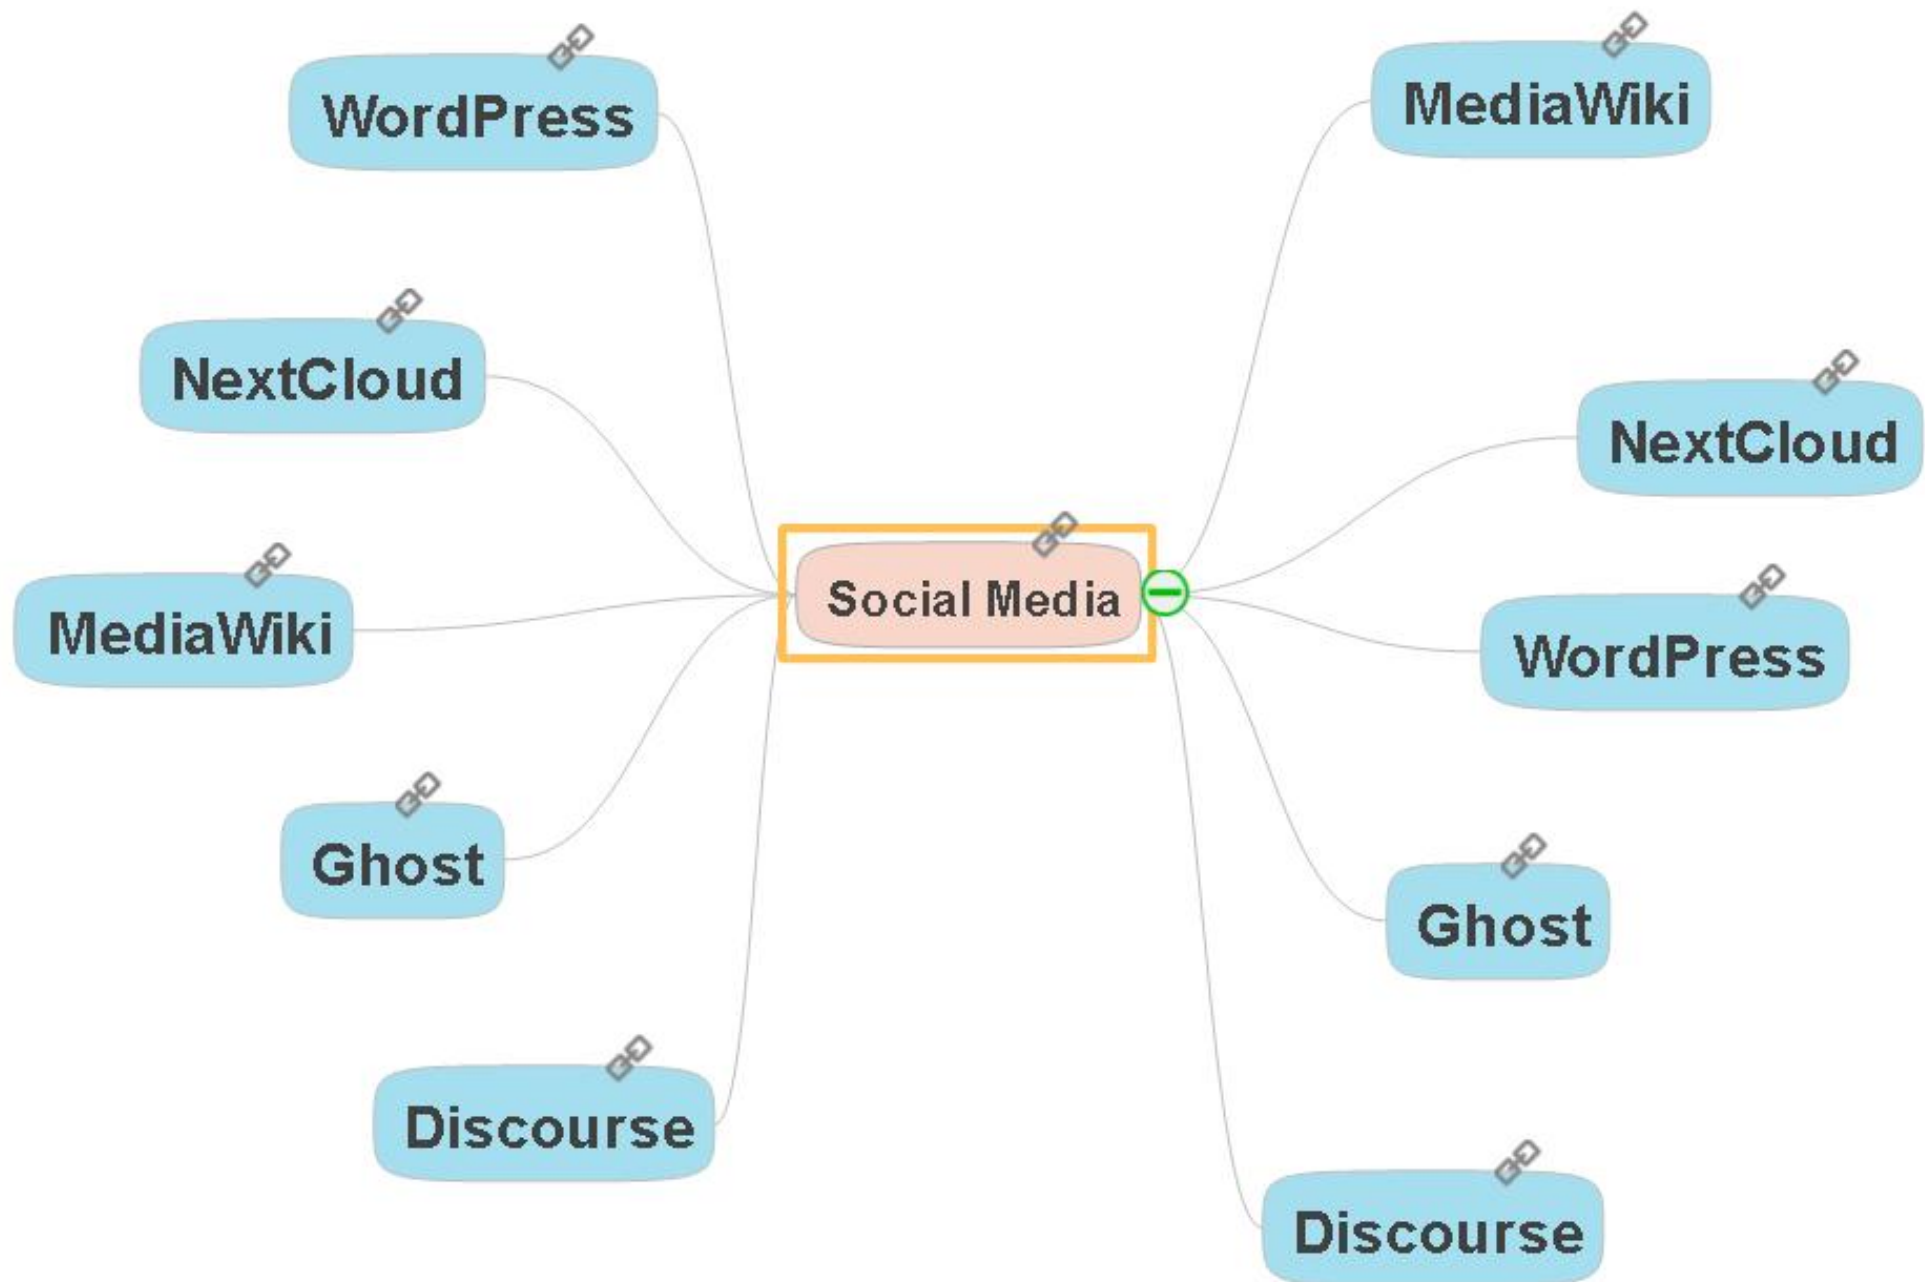 WordPress
NextCloud
MediaWiki
Ghost
Discourse
Social Media
MediaWiki
NextCloud
WordPress
Ghost
Discourse